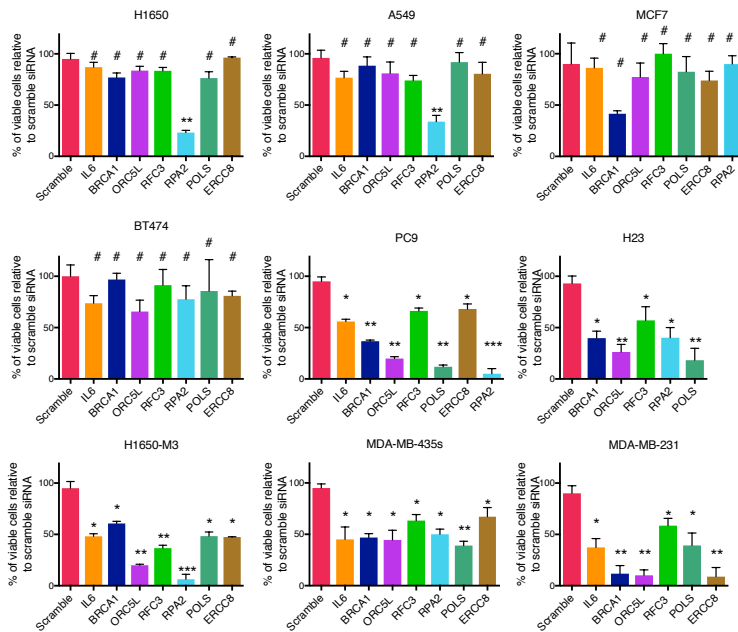 H1650
% of viable cells relative
to scramble siRNA
100
50
0
# # # # ** # #
Scramble IL6 BRCA1 ORC5L RFC3 RPA2 POLS ERCC8
A549
% of viable cells relative
to scramble siRNA
100
50
0
# # # # ** # #
Scramble IL6 BRCA1 ORC5L RFC3 RPA2 POLS ERCC8
MCF7
% of viable cells relative
to scramble siRNA
100
50
0
# # # # # # #
Scramble IL6 BRCA1 ORC5L RFC3 POLS ERCC8 RPA2
BT474
% of viable cells relative
to scramble siRNA
100
50
0
# # # # # # #
Scramble IL6 BRCA1 ORC5L RFC3 RPA2 POLS ERCC8
PC9
% of viable cells relative
to scramble siRNA
100
50
0
* ** ** * ** * ***
Scramble IL6 BRCA1 ORC5L RFC3 POLS ERCC8 RPA2
H23
% of viable cells relative
to scramble siRNA
100
50
0
* ** * * **
Scramble BRCA1 ORC5L RFC3 RPA2 POLS
H1650-M3
% of viable cells relative
to scramble siRNA
100
50
0
* * ** ** *** * *
Scramble IL6 BRCA1 ORC5L RFC3 RPA2 POLS ERCC8
MDA-MB-435s
% of viable cells relative
to scramble siRNA
100
50
0
* * * * * ** *
Scramble IL6 BRCA1 ORC5L RFC3 RPA2 POLS ERCC8
MDA-MB-231
% of viable cells relative
to scramble siRNA
100
50
0
* ** ** * * **
Scramble IL6 BRCA1 ORC5L RFC3 POLS ERCC8